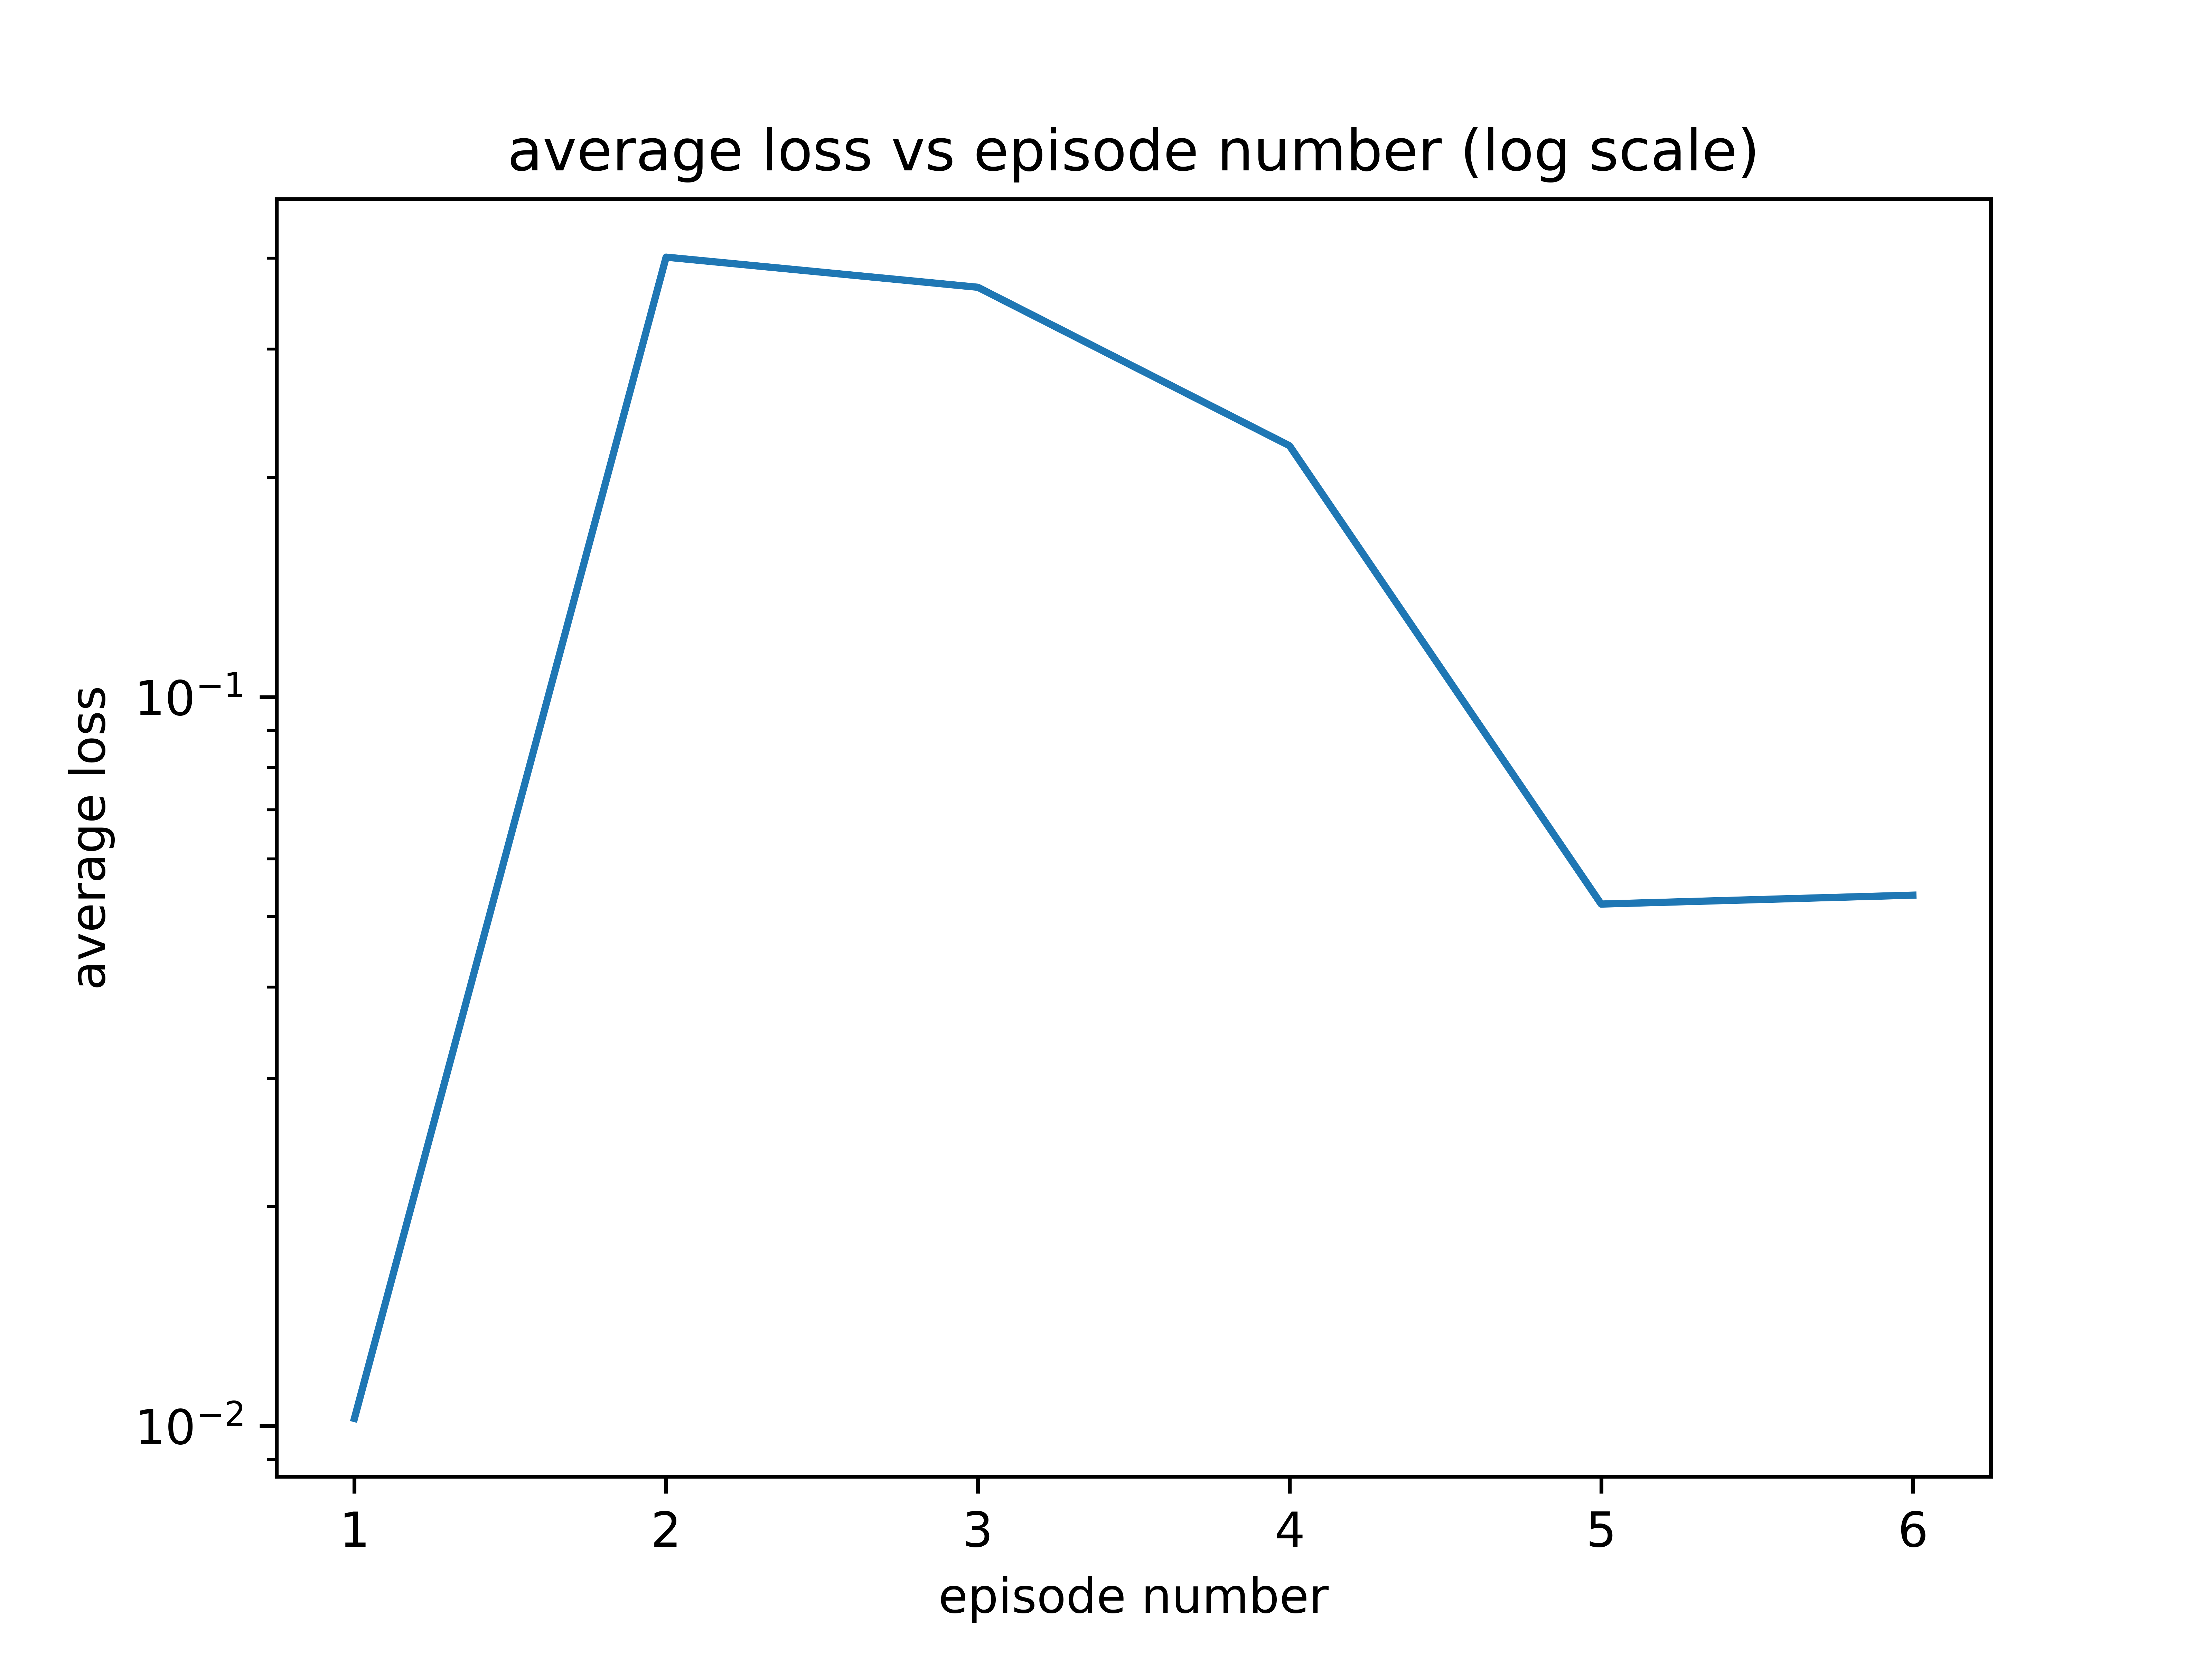 average loss vs episode number (log scale)
average loss
10⁻¹
10⁻²
1 2 3 4 5 6
episode number